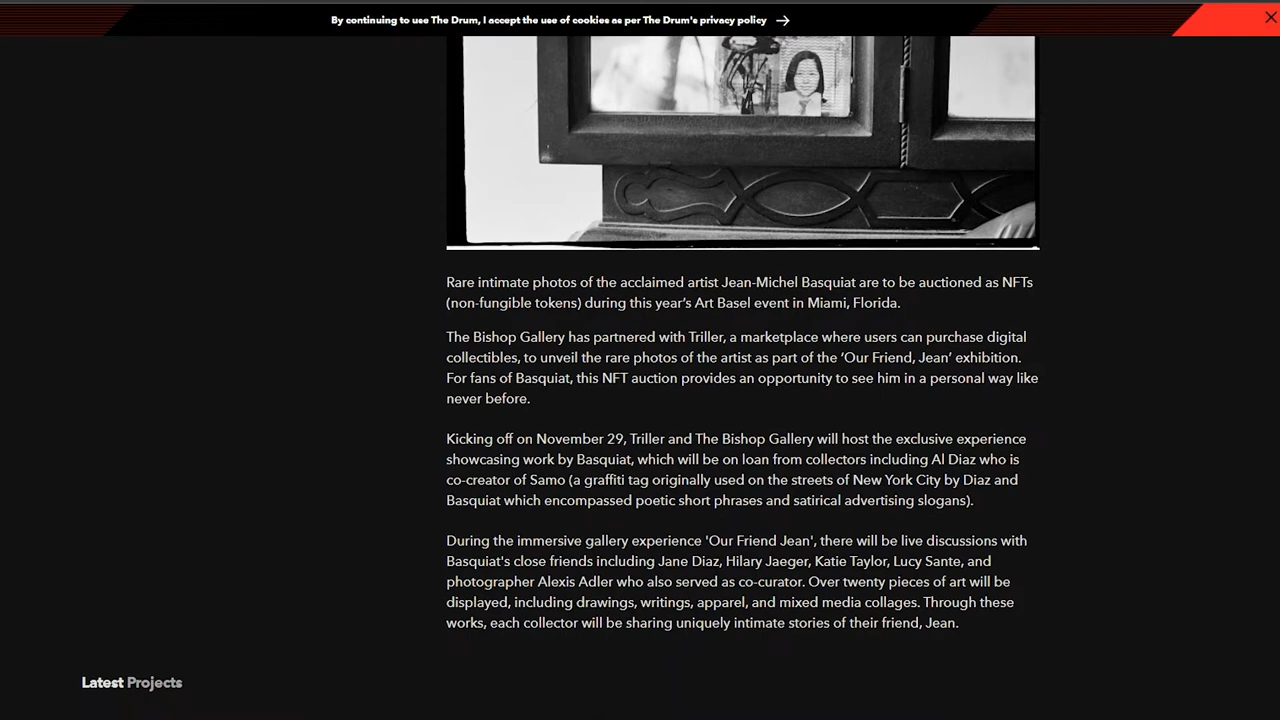 By continuing to use The Drum, I accept the use of cookies as per The Drum's privacy policy
Rare intimate photos of the acclaimed artist Jean-Michel Basquiat are to be auctioned as NFTs
(non-fungible tokens) during this year’s Art Basel event in Miami, Florida.
The Bishop Gallery has partnered with Triller, a marketplace where users can purchase digital
collectibles, to unveil the rare photos of the artist as part of the ‘Our Friend, Jean’ exhibition.
For fans of Basquiat, this NFT auction provides an opportunity to see him in a personal way like
never before.
Kicking off on November 29, Triller and The Bishop Gallery will host the exclusive experience
showcasing work by Basquiat, which will be on loan from collectors including Al Diaz who is
co-creator of Samo (a graffiti tag originally used on the streets of New York City by Diaz and
Basquiat which encompassed poetic short phrases and satirical advertising slogans).
During the immersive gallery experience 'Our Friend Jean', there will be live discussions with
Basquiat's close friends including Jane Diaz, Hilary Jaeger, Katie Taylor, Lucy Sante, and
photographer Alexis Adler who also served as co-curator. Over twenty pieces of art will be
displayed, including drawings, writings, apparel, and mixed media collages. Through these
works, each collector will be sharing uniquely intimate stories of their friend, Jean.
Latest Projects